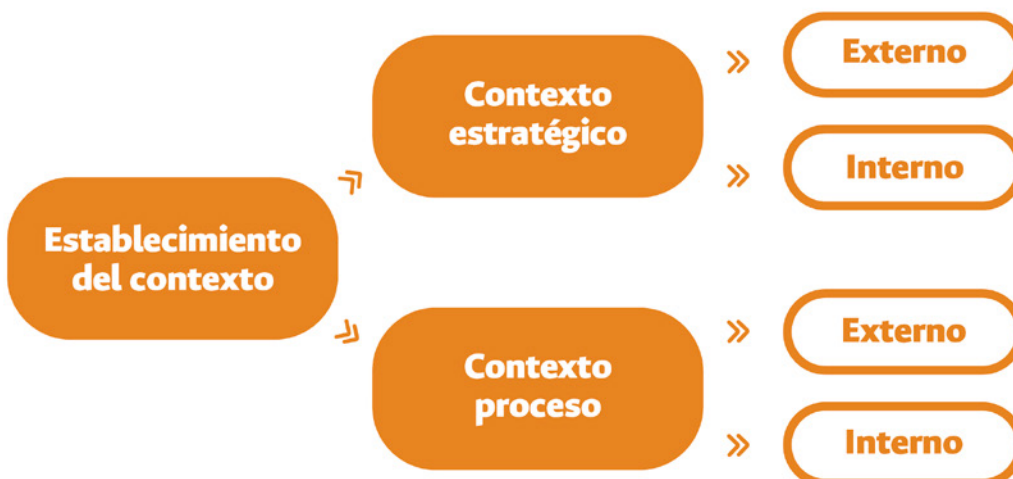 Establecimiento
del contexto
Contexto
estratégico
Externo
Interno
Contexto
proceso
Externo
Interno